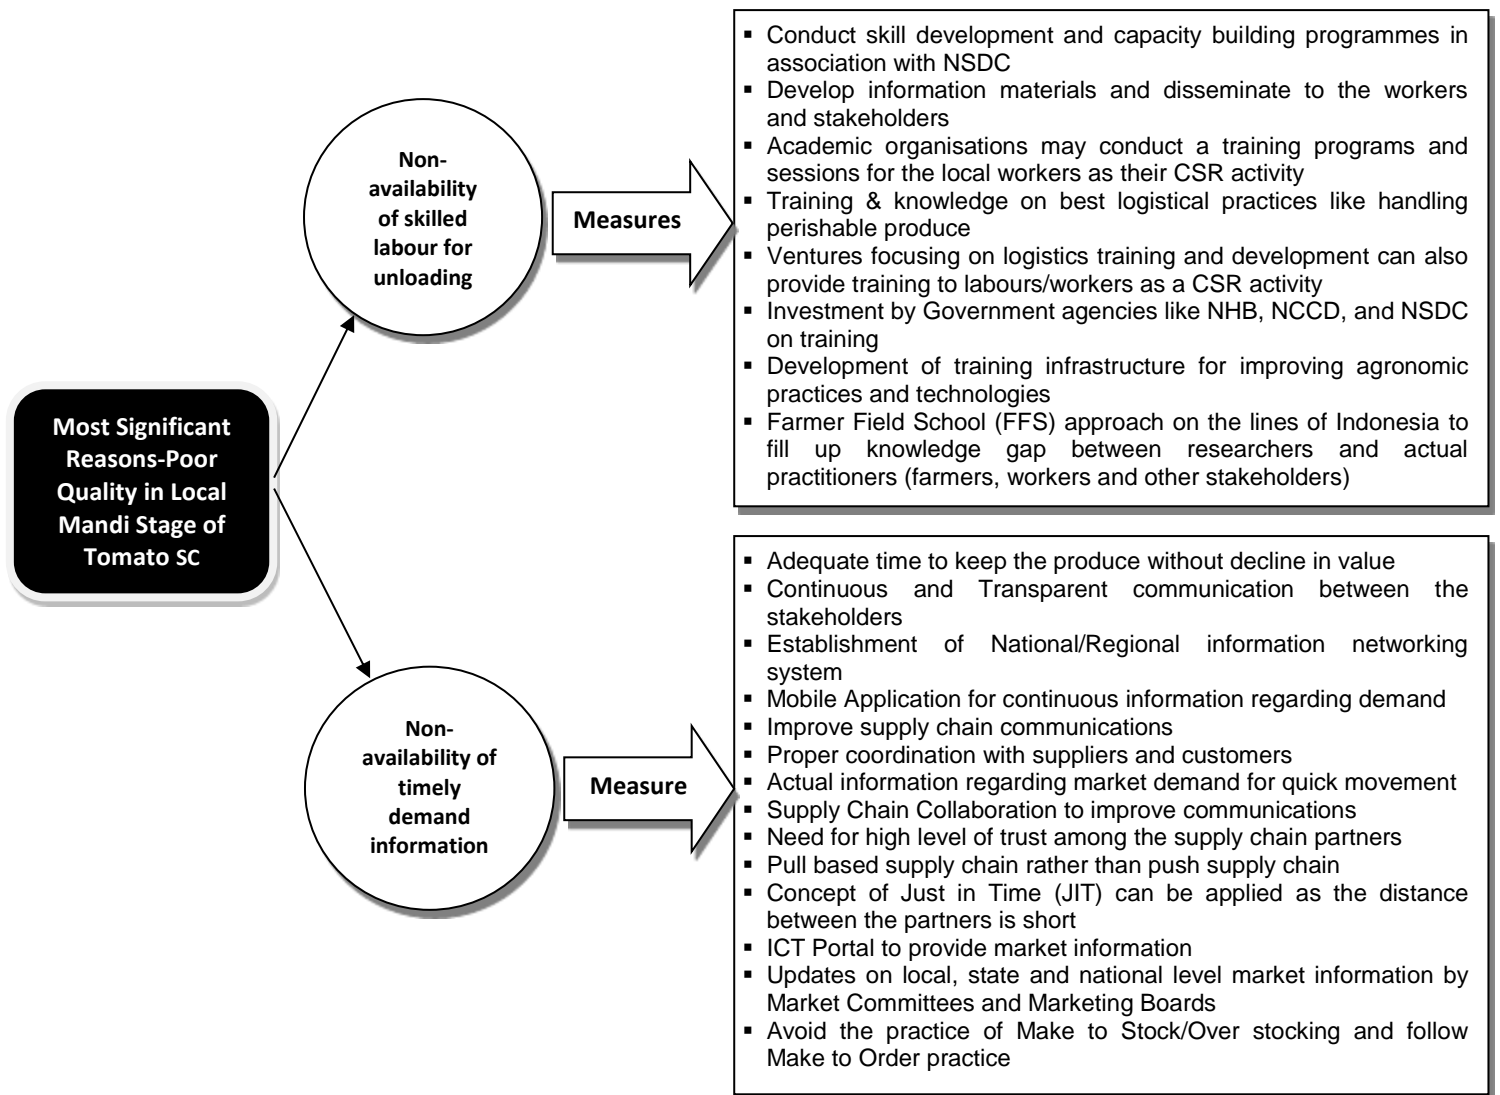 Most Significant
Reasons-Poor
Quality in Local
Mandi Stage of
Tomato SC
Non-
availability
of skilled
labour for
unloading
Measures
▪ Conduct skill development and capacity building programmes in
association with NSDC
▪ Develop information materials and disseminate to the workers
and stakeholders
▪ Academic organisations may conduct a training programs and
sessions for the local workers as their CSR activity
▪ Training & knowledge on best logistical practices like handling
perishable produce
▪ Ventures focusing on logistics training and development can also
provide training to labours/workers as a CSR activity
▪ Investment by Government agencies like NHB, NCCD, and NSDC
on training
▪ Development of training infrastructure for improving agronomic
practices and technologies
▪ Farmer Field School (FFS) approach on the lines of Indonesia to
fill up knowledge gap between researchers and actual
practitioners (farmers, workers and other stakeholders)
Non-
availability of
timely
demand
information
Measure
▪ Adequate time to keep the produce without decline in value
▪ Continuous and Transparent communication between the
stakeholders
▪ Establishment of National/Regional information networking
system
▪ Mobile Application for continuous information regarding demand
▪ Improve supply chain communications
▪ Proper coordination with suppliers and customers
▪ Actual information regarding market demand for quick movement
▪ Supply Chain Collaboration to improve communications
▪ Need for high level of trust among the supply chain partners
▪ Pull based supply chain rather than push supply chain
▪ Concept of Just in Time (JIT) can be applied as the distance
between the partners is short
▪ ICT Portal to provide market information
▪ Updates on local, state and national level market information by
Market Committees and Marketing Boards
▪ Avoid the practice of Make to Stock/Over stocking and follow
Make to Order practice